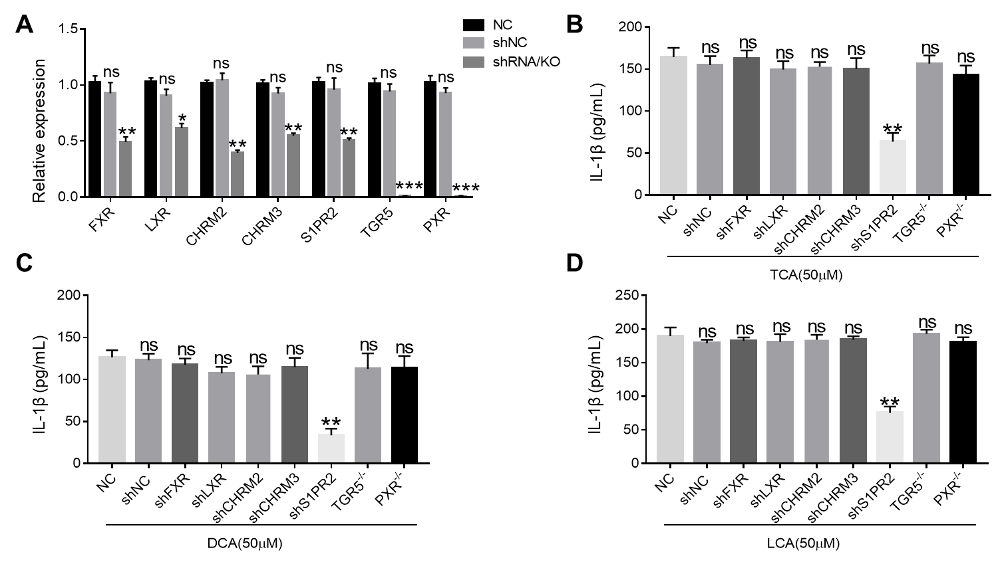 A
1.5
1.0
0.5
0.0
Relative expression
ns ns ns ns ns ns ns
** * ** ** ** *** ***
FXR LXR CHRM2 CHRM3 S1PR2 TGR5 PXR
NC
shNC
shRNA/KO
B
200
150
100
50
0
IL-1β (pg/mL)
ns ns ns ns ns ** ns ns
NC shNC shFXR shLXR shCHRM2 shCHRM3 shS1PR2 TGR5-/- PXR-/-
TCA(50μM)
C
200
150
100
50
0
IL-1β (pg/mL)
ns ns ns ns ns ** ns ns
NC shNC shFXR shLXR shCHRM2 shCHRM3 shS1PR2 TGR5-/- PXR-/-
DCA(50μM)
D
250
200
150
100
50
0
IL-1β (pg/mL)
ns ns ns ns ns ** ns ns
NC shNC shFXR shLXR shCHRM2 shCHRM3 shS1PR2 TGR5-/- PXR-/-
LCA(50μM)